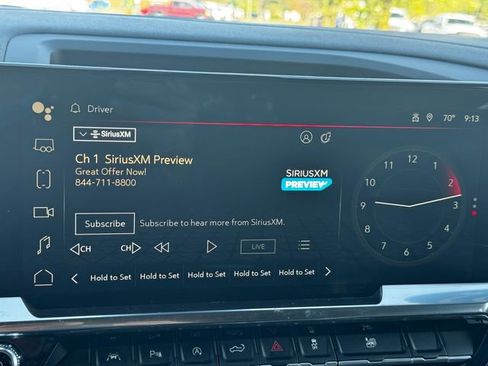 Driver
70° 9:13
SiriusXM
Ch 1 SiriusXM Preview
Great Offer Now!
844-711-8800
SiriusXM
PREVIEW
Subscribe Subscribe to hear more from SiriusXM.
CH CH LIVE
Hold to Set Hold to Set Hold to Set Hold to Set Hold to Set
12
11 1
10 2
9 3
8 4
7 5
6